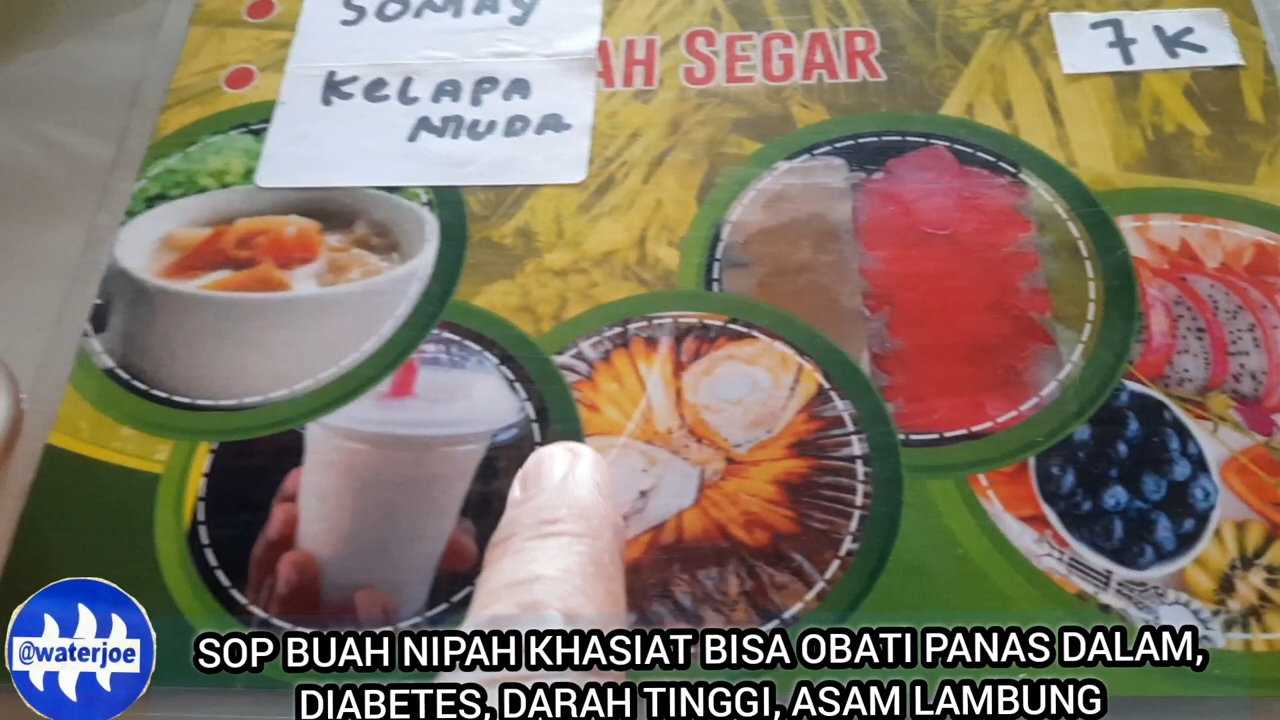 SOMAY
KELAPA
MUDA
AH SEGAR
7K
@waterjoe
SOP BUAH NIPAH KHASIAT BISA OBATI PANAS DALAM,
DIABETES, DARAH TINGGI, ASAM LAMBUNG